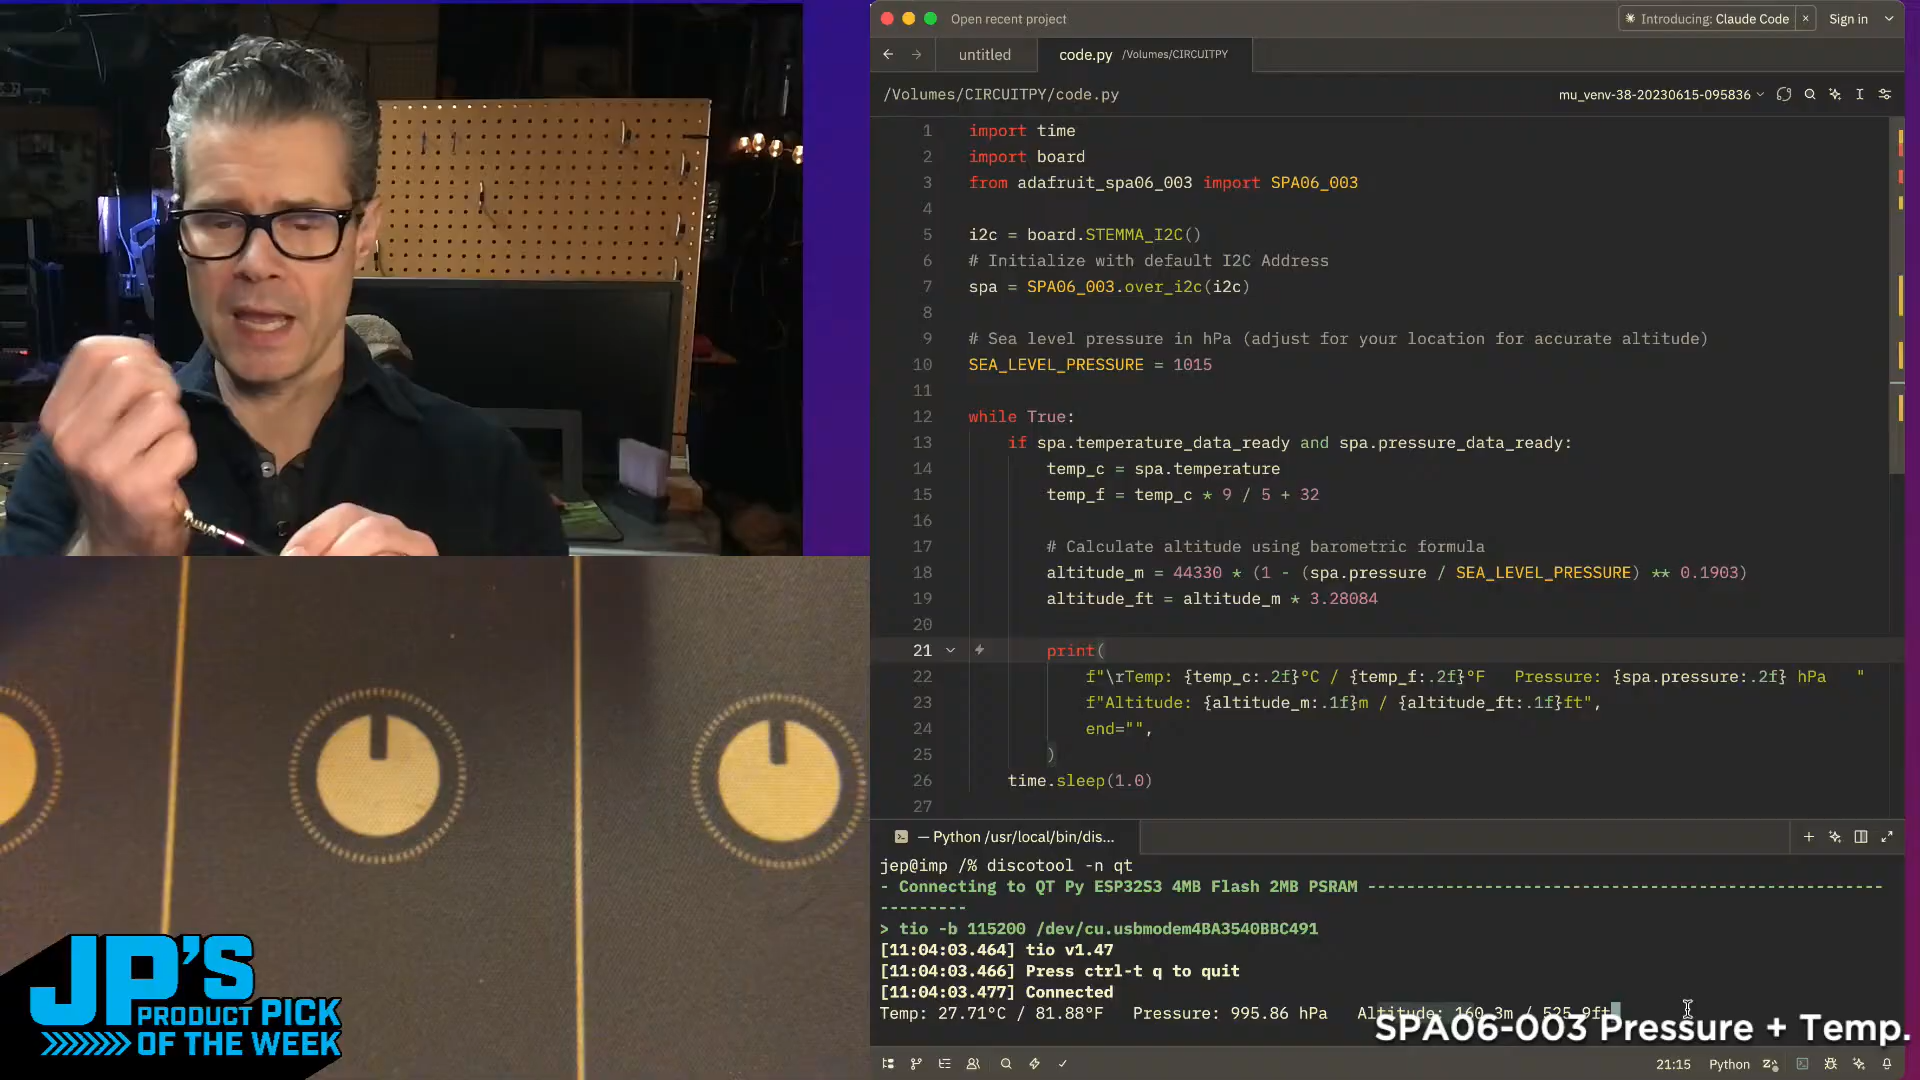 Open recent project
Introducing: Claude Code
Sign in
untitled
code.py /Volumes/CIRCUITPY
/Volumes/CIRCUITPY/code.py
mu_venv-38-20230615-095836
1 import time
2 import board
3 from adafruit_spa06_003 import SPA06_003
4
5 i2c = board.STEMMA_I2C()
6 # Initialize with default I2C Address
7 spa = SPA06_003.over_i2c(i2c)
8
9 # Sea level pressure in hPa (adjust for your location for accurate altitude)
10 SEA_LEVEL_PRESSURE = 1015
11
12 while True:
13 if spa.temperature_data_ready and spa.pressure_data_ready:
14 temp_c = spa.temperature
15 temp_f = temp_c * 9 / 5 + 32
16
17 # Calculate altitude using barometric formula
18 altitude_m = 44330 * (1 - (spa.pressure / SEA_LEVEL_PRESSURE) ** 0.1903)
19 altitude_ft = altitude_m * 3.28084
20
21 print(
22 f"\rTemp: {temp_c:.2f}°C / {temp_f:.2f}°F   Pressure: {spa.pressure:.2f} hPa   "
23 f"Altitude: {altitude_m:.1f}m / {altitude_ft:.1f}ft",
24 end="",
25 )
26 time.sleep(1.0)
27
— Python /usr/local/bin/dis...
jep@imp /% discotool -n qt
- Connecting to QT Py ESP32S3 4MB Flash 2MB PSRAM -----------------------------------------------------
---------
> tio -b 115200 /dev/cu.usbmodem4BA3540BBC491
[11:04:03.464] tio v1.47
[11:04:03.466] Press ctrl-t q to quit
[11:04:03.477] Connected
Temp: 27.71°C / 81.88°F   Pressure: 995.86 hPa   Altitude: 160.3m / 525.9ft
SPA06-003 Pressure + Temp.
21:15
Python
JP'S
PRODUCT PICK
OF THE WEEK